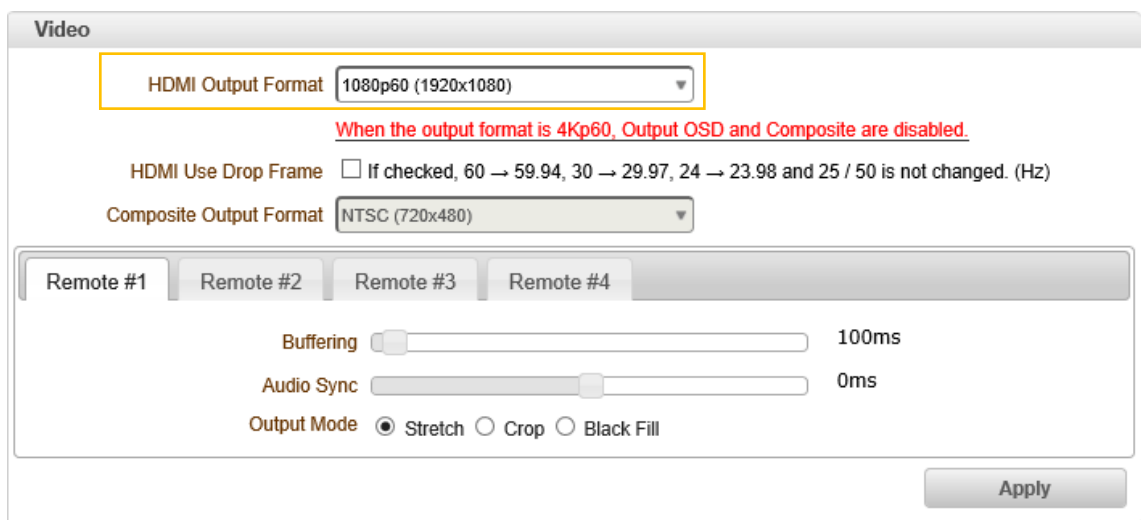 Video
HDMI Output Format 1080p60 (1920x1080)
When the output format is 4Kp60, Output OSD and Composite are disabled.
HDMI Use Drop Frame If checked, 60 → 59.94, 30 → 29.97, 24 → 23.98 and 25 / 50 is not changed. (Hz)
Composite Output Format NTSC (720x480)
Remote #1 Remote #2 Remote #3 Remote #4
Buffering 100ms
Audio Sync 0ms
Output Mode Stretch Crop Black Fill
Apply